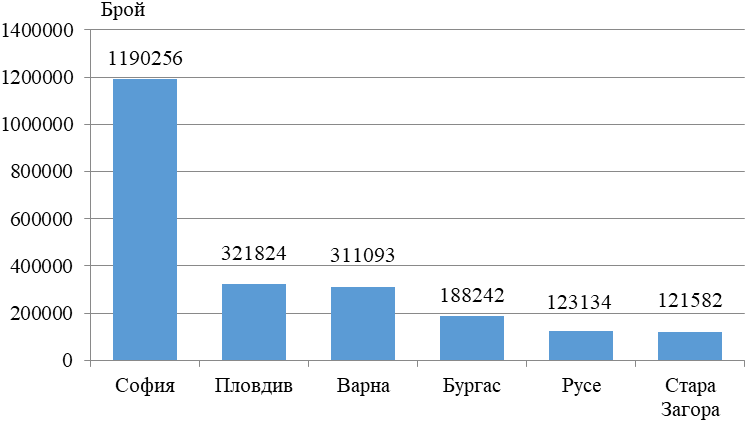 Брой
1400000
1200000
1000000
800000
600000
400000
200000
0
1190256
321824
311093
188242
123134
121582
София
Пловдив
Варна
Бургас
Русе
Стара
Загора